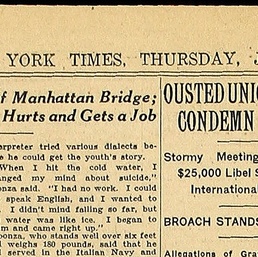 YORK TIMES, THURSDAY, J
f Manhattan Bridge;
Hurts and Gets a Job
erpreter tried various dialects be-
e he could get the youth's story.
When I hit the cold water, I
anged my mind about suicide,"
onza said. "I had no work. I could
speak English, and I wanted to
. I didn't mind falling so far, but
water was like ice. I began to
m and came right up."
oonza, who stands well over six feet
d weighs 180 pounds, said that he
d served in the Italian Navy and
OUSTED UNI
CONDEMN
Stormy Meeting
$25,000 Libel S
International
BROACH STANDS
Allegations of Gra